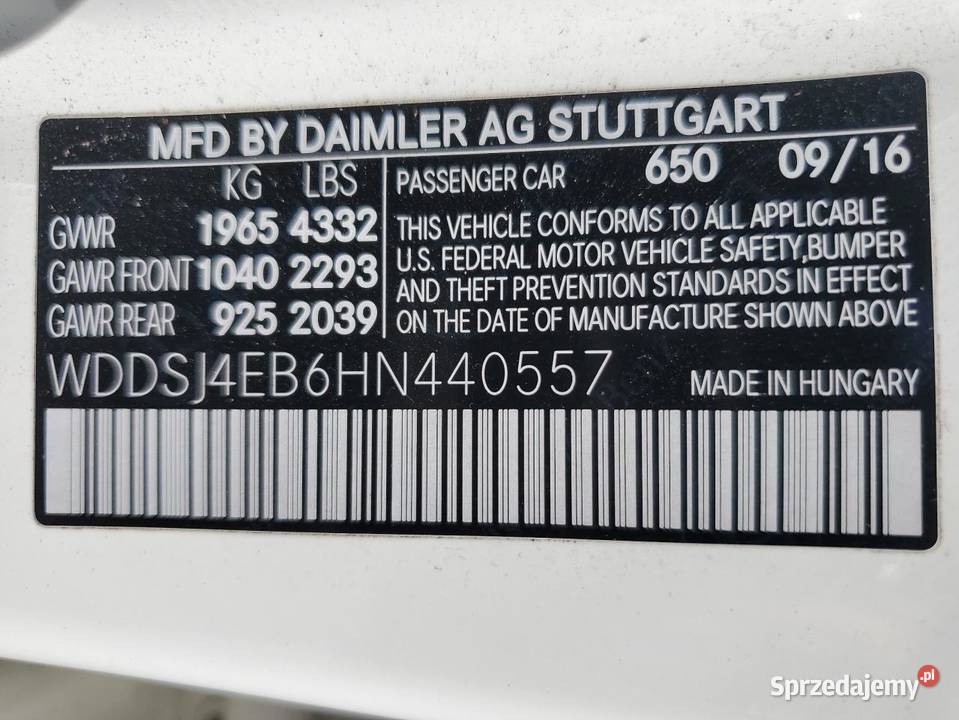 MFD BY DAIMLER AG STUTTGART
KG LBS
GVWR 1965 4332
GAWR FRONT 1040 2293
GAWR REAR 925 2039
PASSENGER CAR 650 09/16
THIS VEHICLE CONFORMS TO ALL APPLICABLE
U.S. FEDERAL MOTOR VEHICLE SAFETY, BUMPER
AND THEFT PREVENTION STANDARDS IN EFFECT
ON THE DATE OF MANUFACTURE SHOWN ABOVE
WDDSJ4EB6HN440557
MADE IN HUNGARY
Sprzedajemy.pl